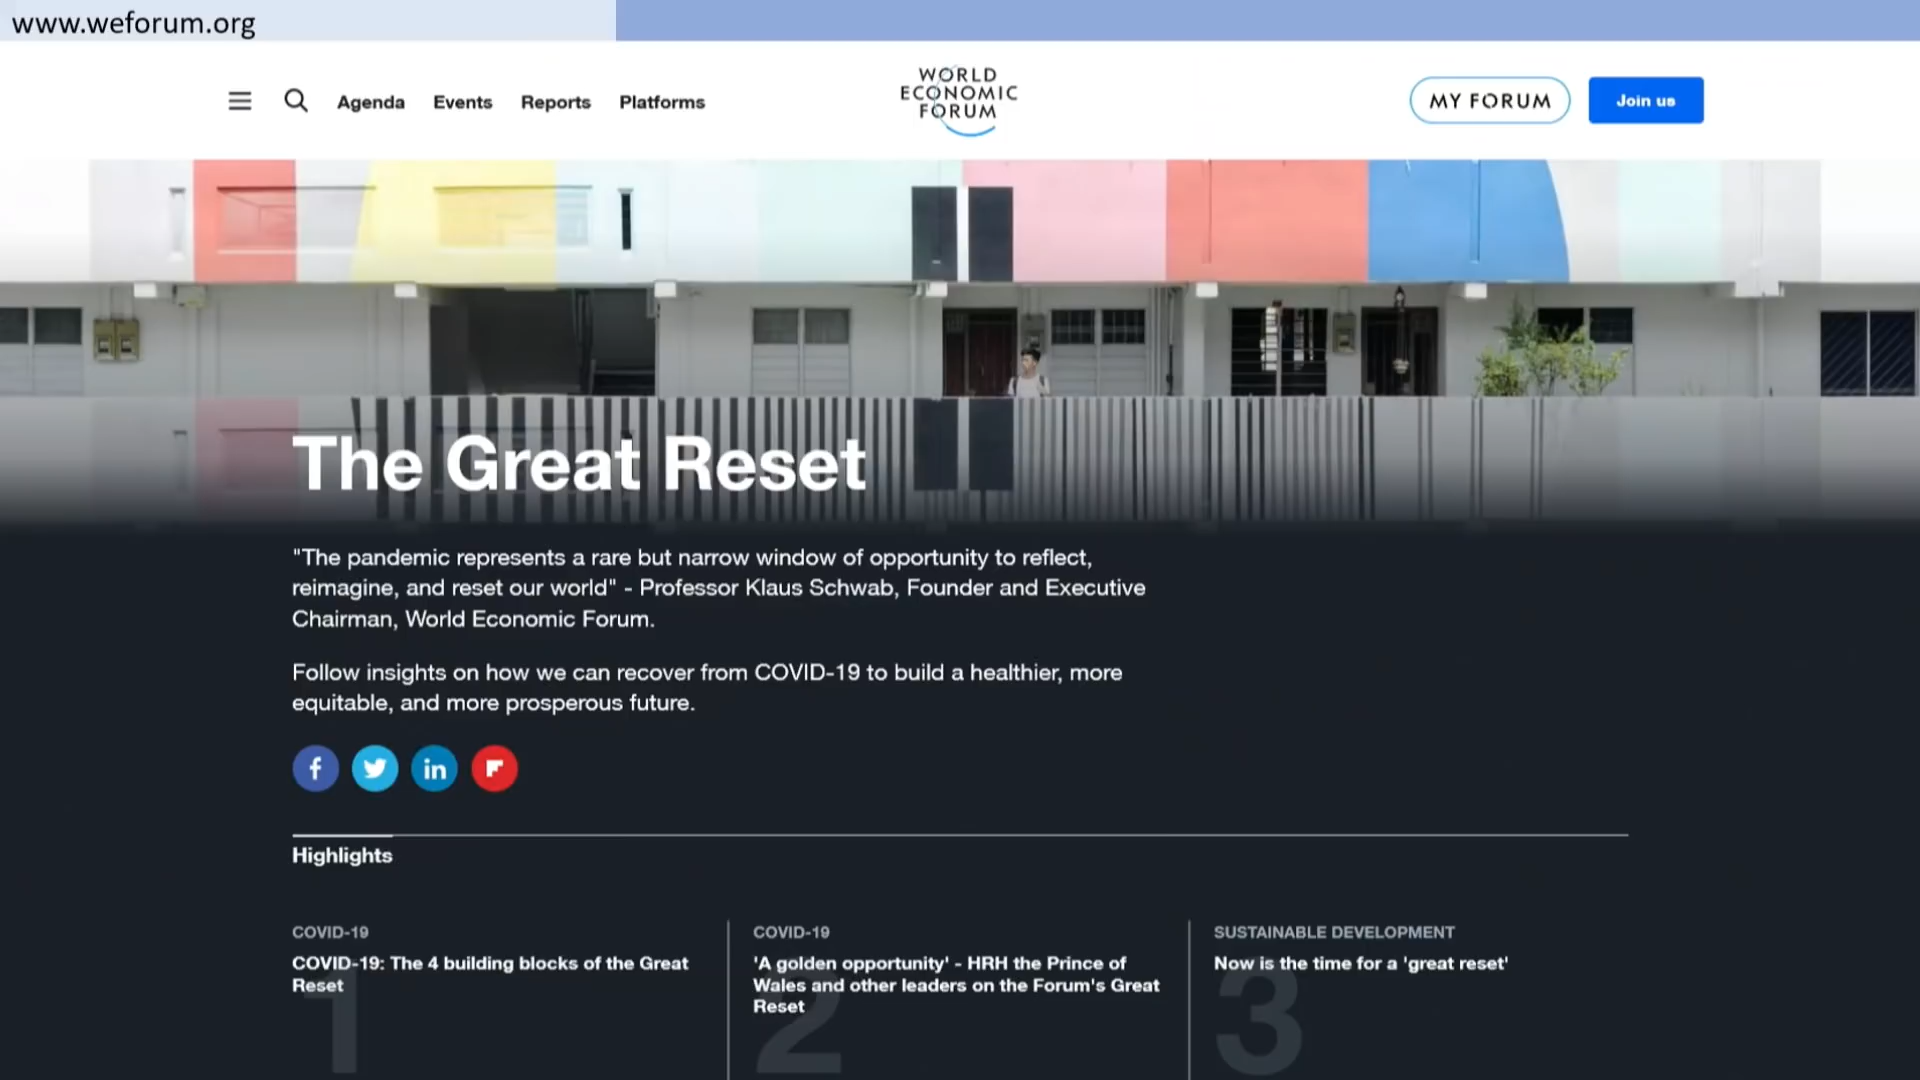 www.weforum.org
Agenda Events Reports Platforms
WORLD
ECONOMIC
FORUM
MY FORUM
Join us
The Great Reset
"The pandemic represents a rare but narrow window of opportunity to reflect,
reimagine, and reset our world" - Professor Klaus Schwab, Founder and Executive
Chairman, World Economic Forum.
Follow insights on how we can recover from COVID-19 to build a healthier, more
equitable, and more prosperous future.
f in
Highlights
COVID-19
COVID-19: The 4 building blocks of the Great
Reset
1
COVID-19
'A golden opportunity' - HRH the Prince of
Wales and other leaders on the Forum's Great
Reset
2
SUSTAINABLE DEVELOPMENT
Now is the time for a 'great reset'
3